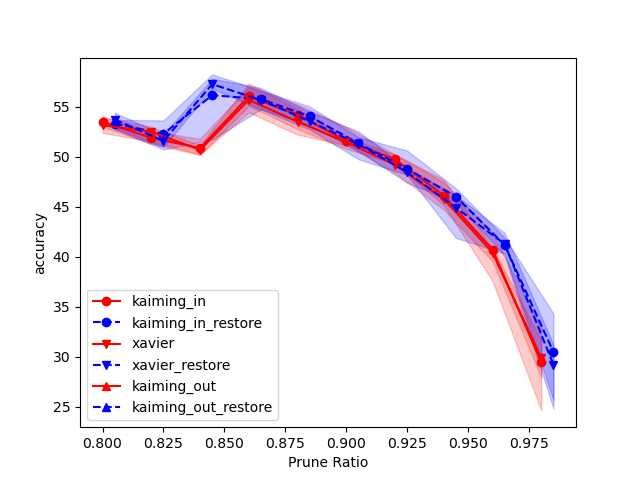 55
50
45
40
35
30
25
accuracy
kaiming_in
kaiming_in_restore
xavier
xavier_restore
kaiming_out
kaiming_out_restore
0.800 0.825 0.850 0.875 0.900 0.925 0.950 0.975
Prune Ratio